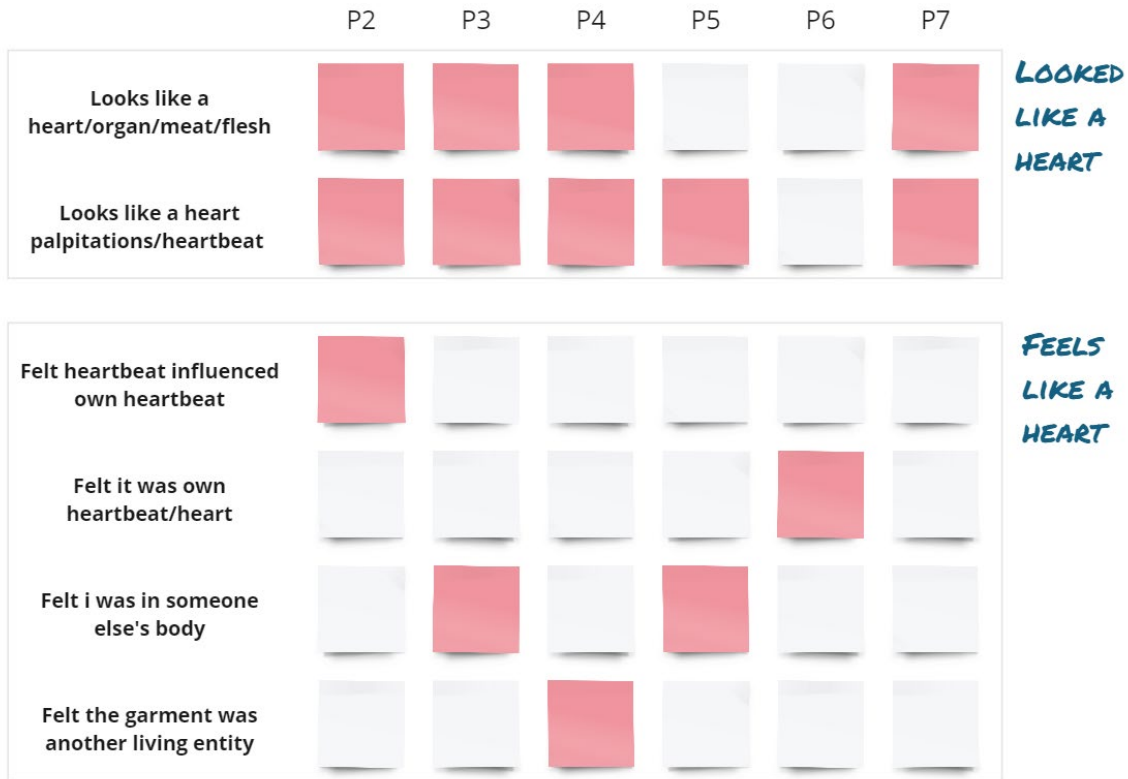 P2 P3 P4 P5 P6 P7
Looks like a
heart/organ/meat/flesh
Looks like a heart
palpitations/heartbeat
LOOKED
LIKE A
HEART
Felt heartbeat influenced
own heartbeat
Felt it was own
heartbeat/heart
Felt i was in someone
else's body
Felt the garment was
another living entity
FEELS
LIKE A
HEART